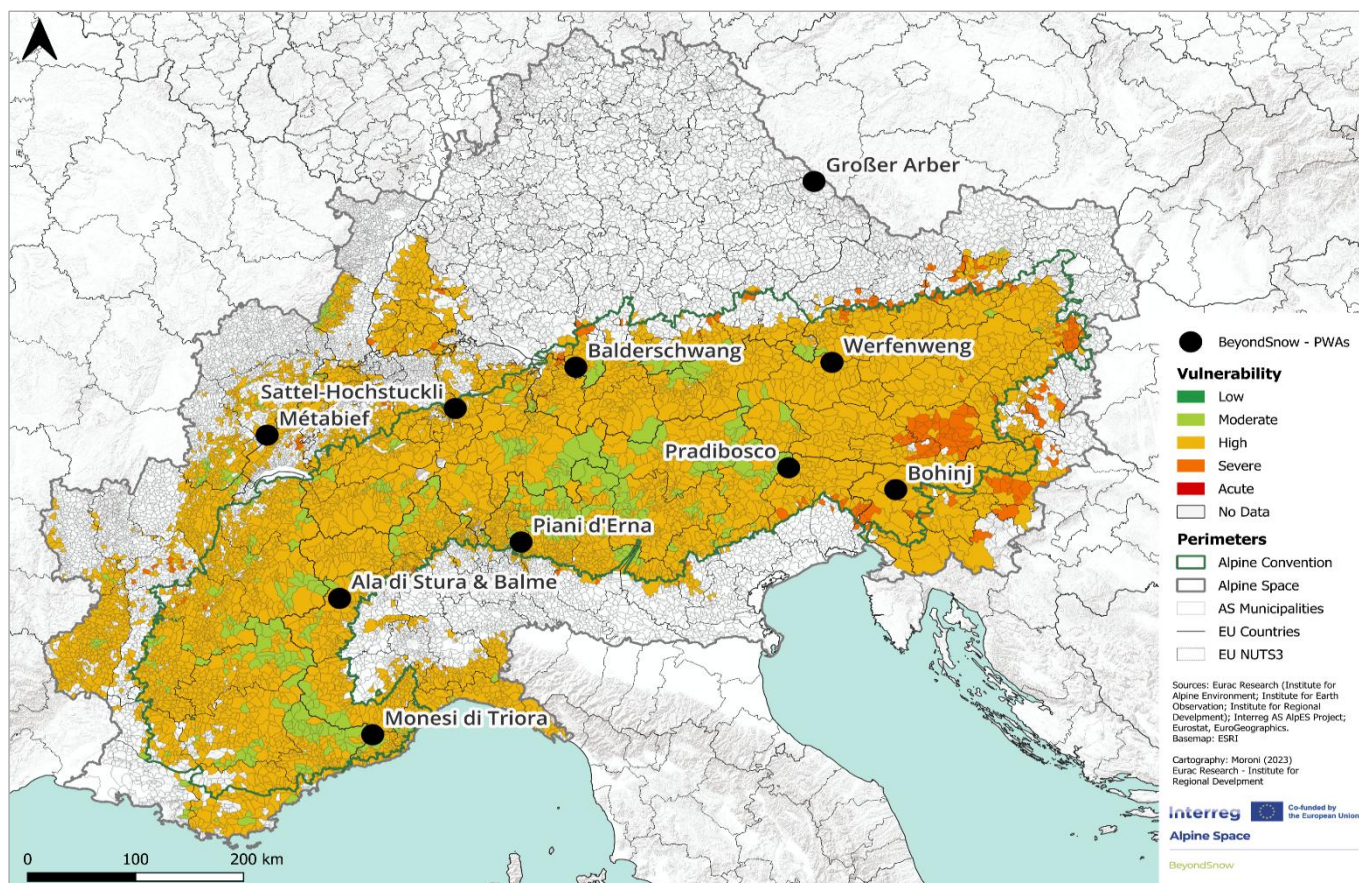 Großer Arber
Balderschwang
Werfenweng
Sattel-Hochstuckli
Métabief
Pradibosco
Bohinj
Piani d'Erna
Ala di Stura & Balme
Monesi di Triora
0 100 200 km
BeyondSnow - PWAs
Vulnerability
Low
Moderate
High
Severe
Acute
No Data
Perimeters
Alpine Convention
Alpine Space
AS Municipalities
EU Countries
EU NUTS3
Sources: Eurac Research (Institute for
Alpine Environment; Institute for Earth
Observation; Institute for Regional
Develpment); Interreg AS AlpES Project;
Eurostat, EuroGeographics.
Basemap: ESRI
Cartography: Moroni (2023)
Eurac Research - Institute for
Regional Develpment
Interreg
Co-funded by
the European Union
Alpine Space
BeyondSnow